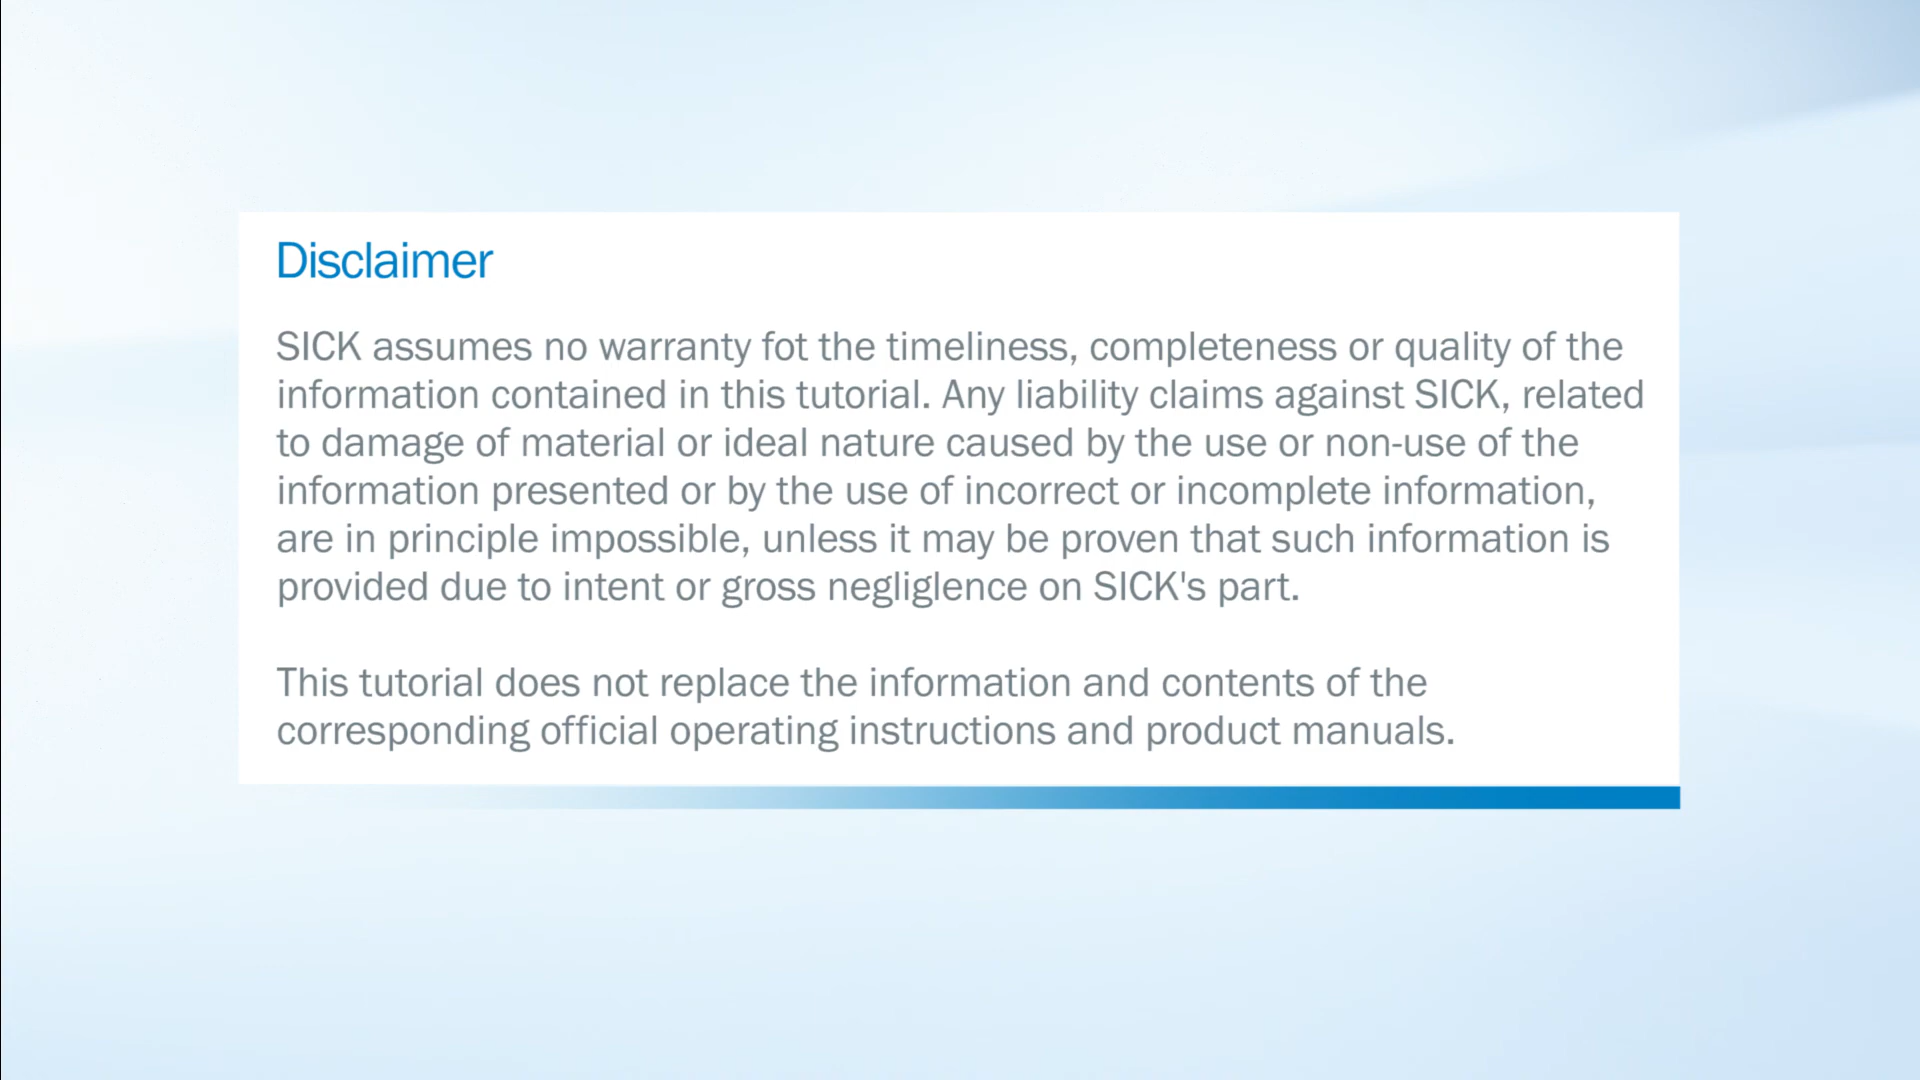 Disclaimer
SICK assumes no warranty fot the timeliness, completeness or quality of the
information contained in this tutorial. Any liability claims against SICK, related
to damage of material or ideal nature caused by the use or non-use of the
information presented or by the use of incorrect or incomplete information,
are in principle impossible, unless it may be proven that such information is
provided due to intent or gross negliglence on SICK's part.
This tutorial does not replace the information and contents of the
corresponding official operating instructions and product manuals.